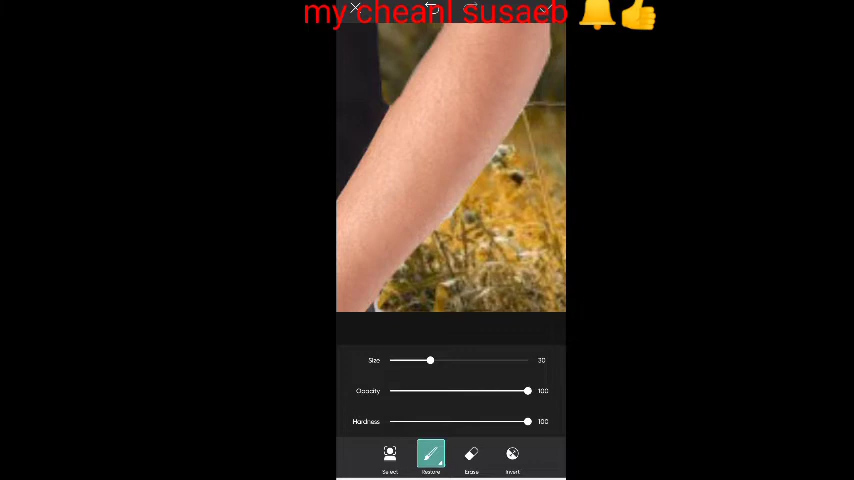 my cheanl susaeb 🔔👍
Size 30
Opacity 100
Hardness 100
Select Restore Erase Invert